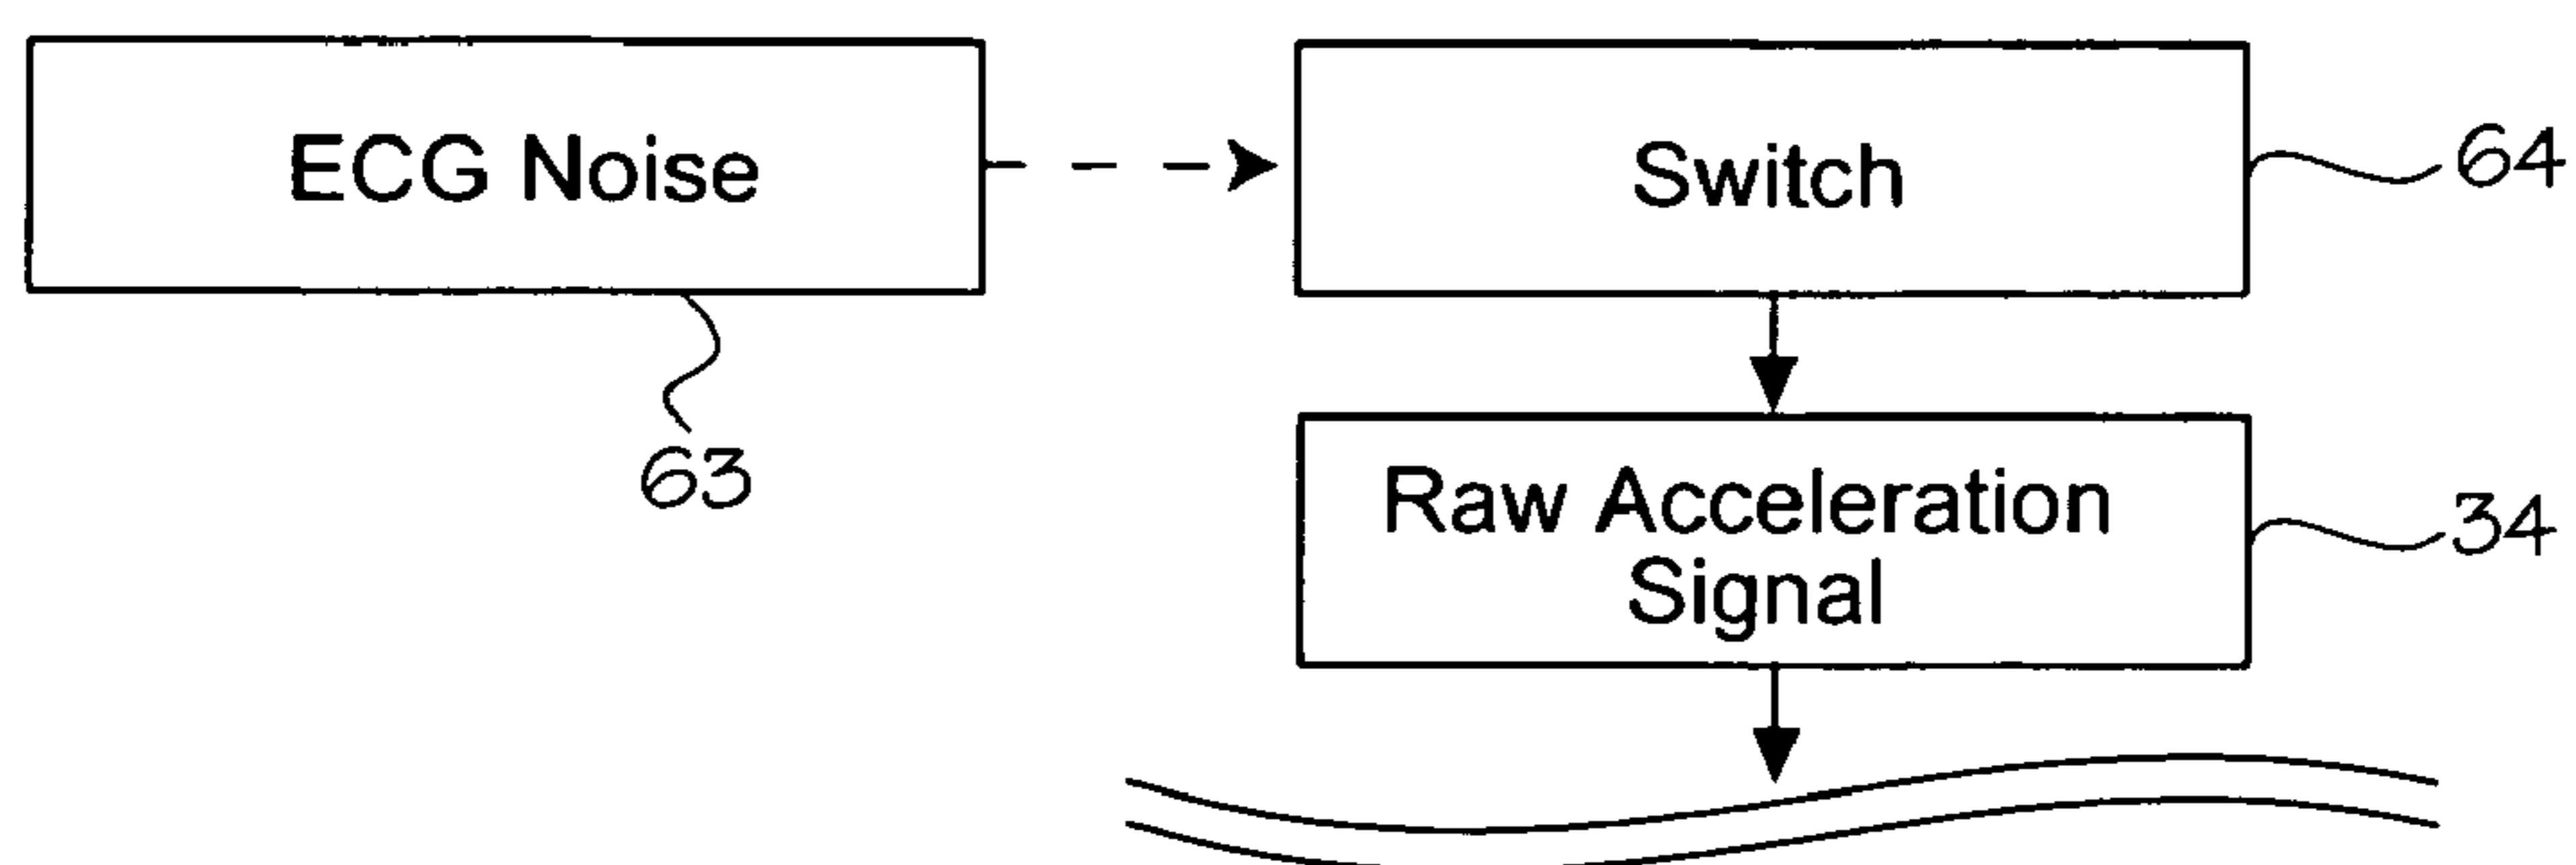 ECG Noise
Switch
64
63
Raw Acceleration
Signal
34